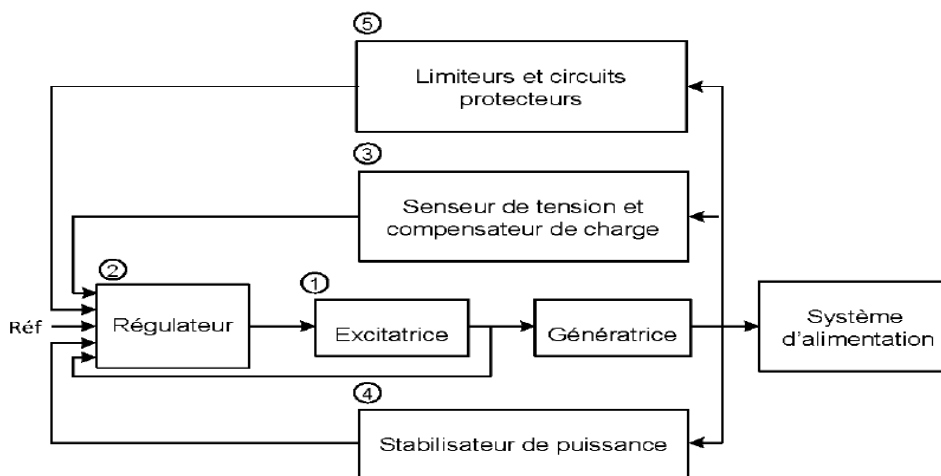 ⑤
Limiteurs et circuits
protecteurs
③
Senseur de tension et
compensateur de charge
②
Régulateur
①
Excitatrice
Génératrice
Système
d'alimentation
Réf
④
Stabilisateur de puissance